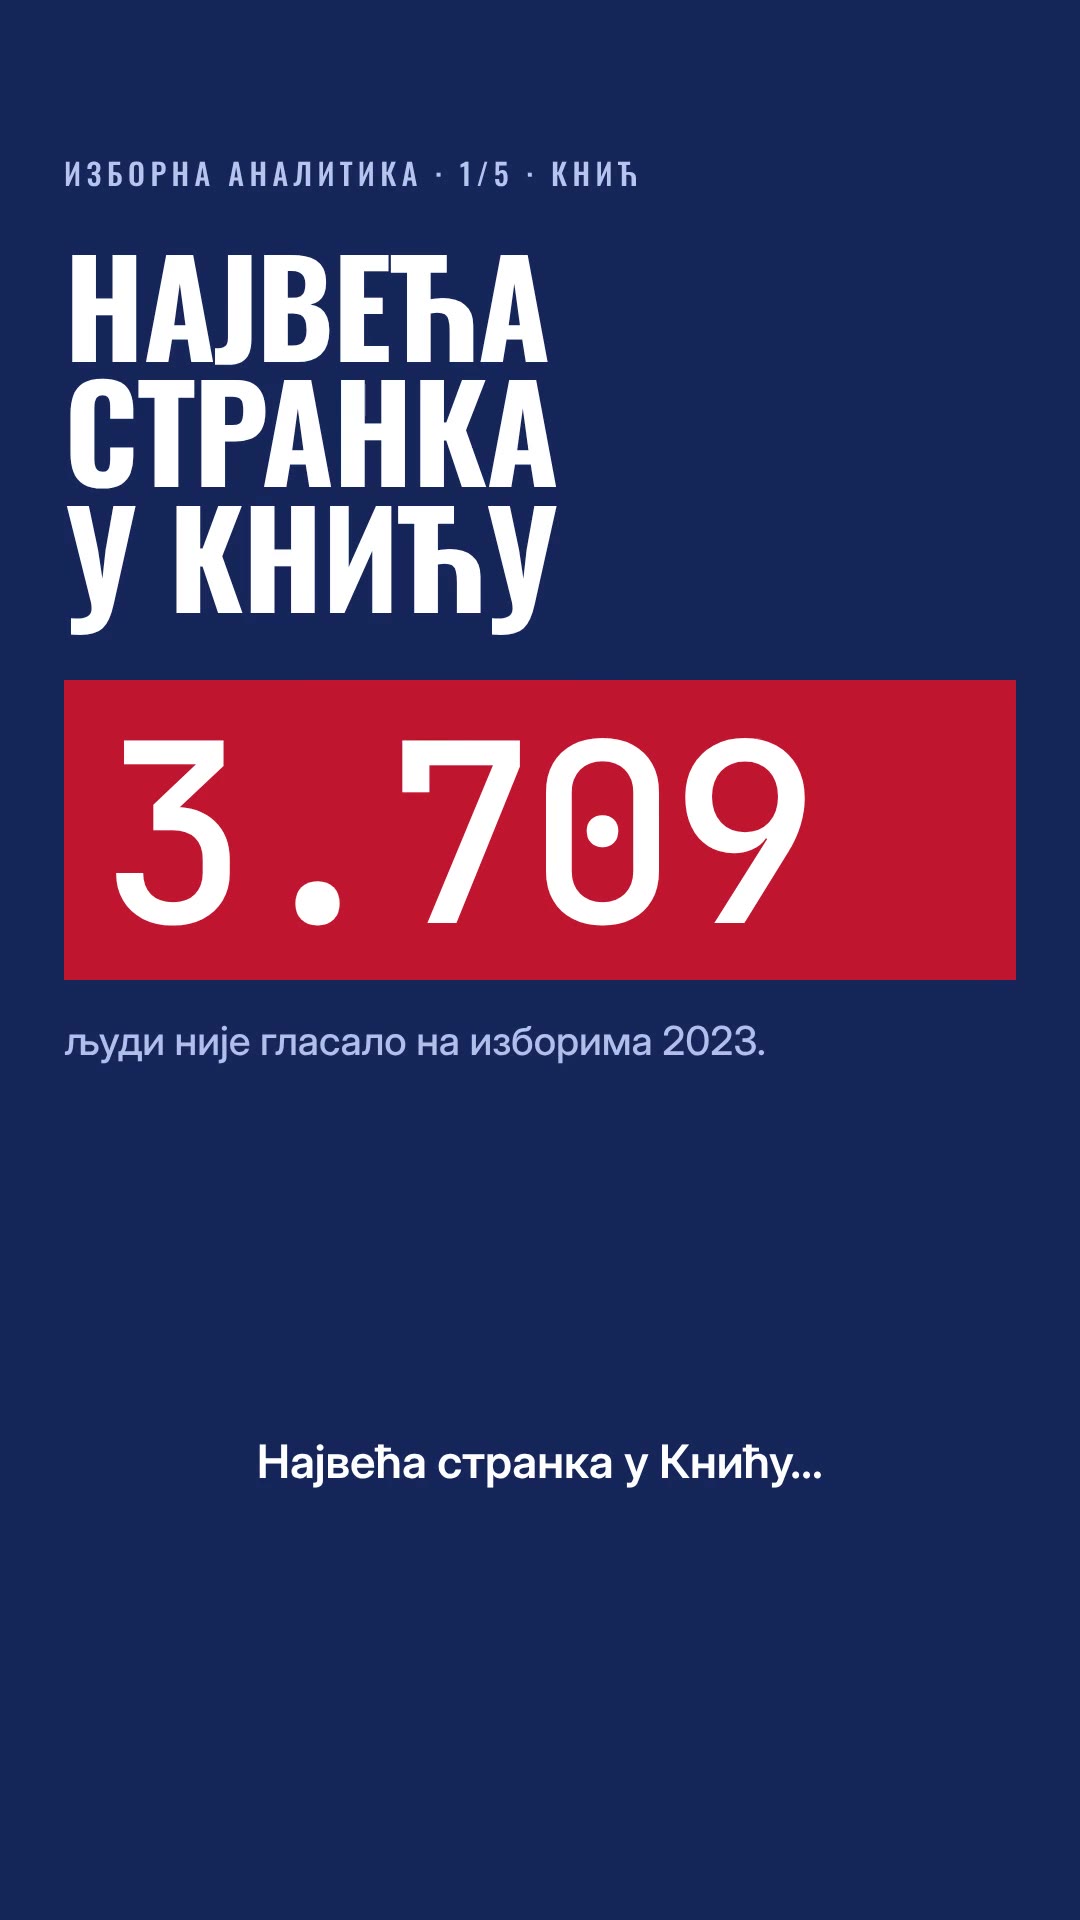 ИЗБОРНА АНАЛИТИКА · 1/5 · КНИЋ
НАЈВЕЋА
СТРАНКА
У КНИЋУ
3.709
људи није гласало на изборима 2023.
Највећа странка у Книћу...